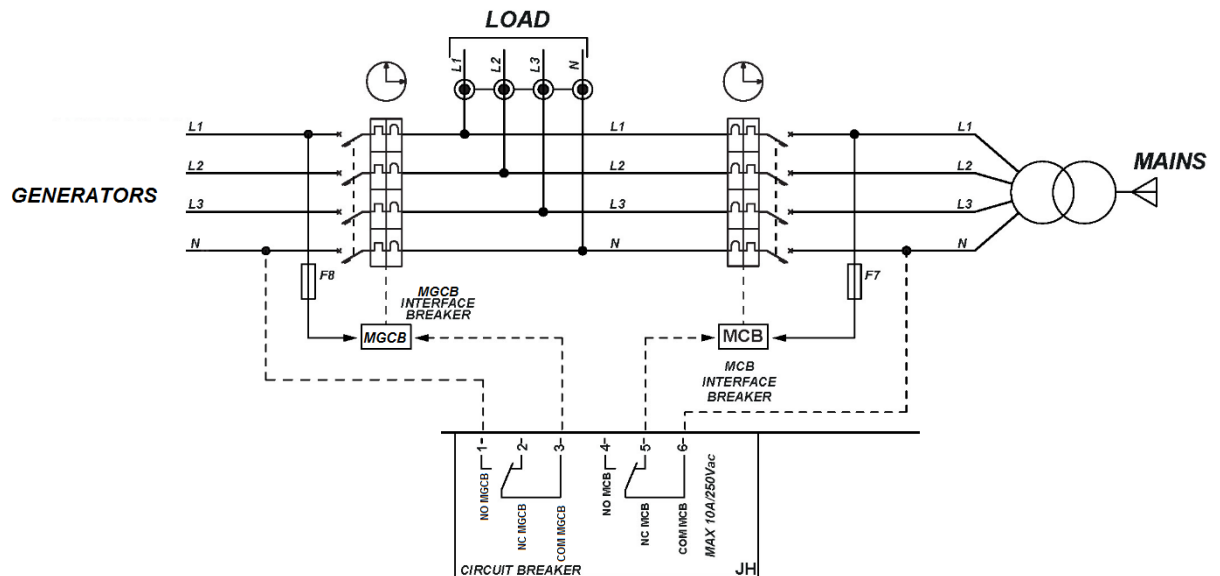 LOAD
L1
L2
L3
N
L1
L1
L1
L2
L2
L2
MAINS
GENERATORS
L3
L3
L3
N
N
N
F8
F7
MGCB
INTERFACE
BREAKER
MGCB
MCB
MCB
INTERFACE
BREAKER
1
2
3
4
5
6
NO MGCB
NC MGCB
COM MGCB
NO MCB
NC MCB
COM MCB
MAX 10A/250Vac
CIRCUIT BREAKER
JH